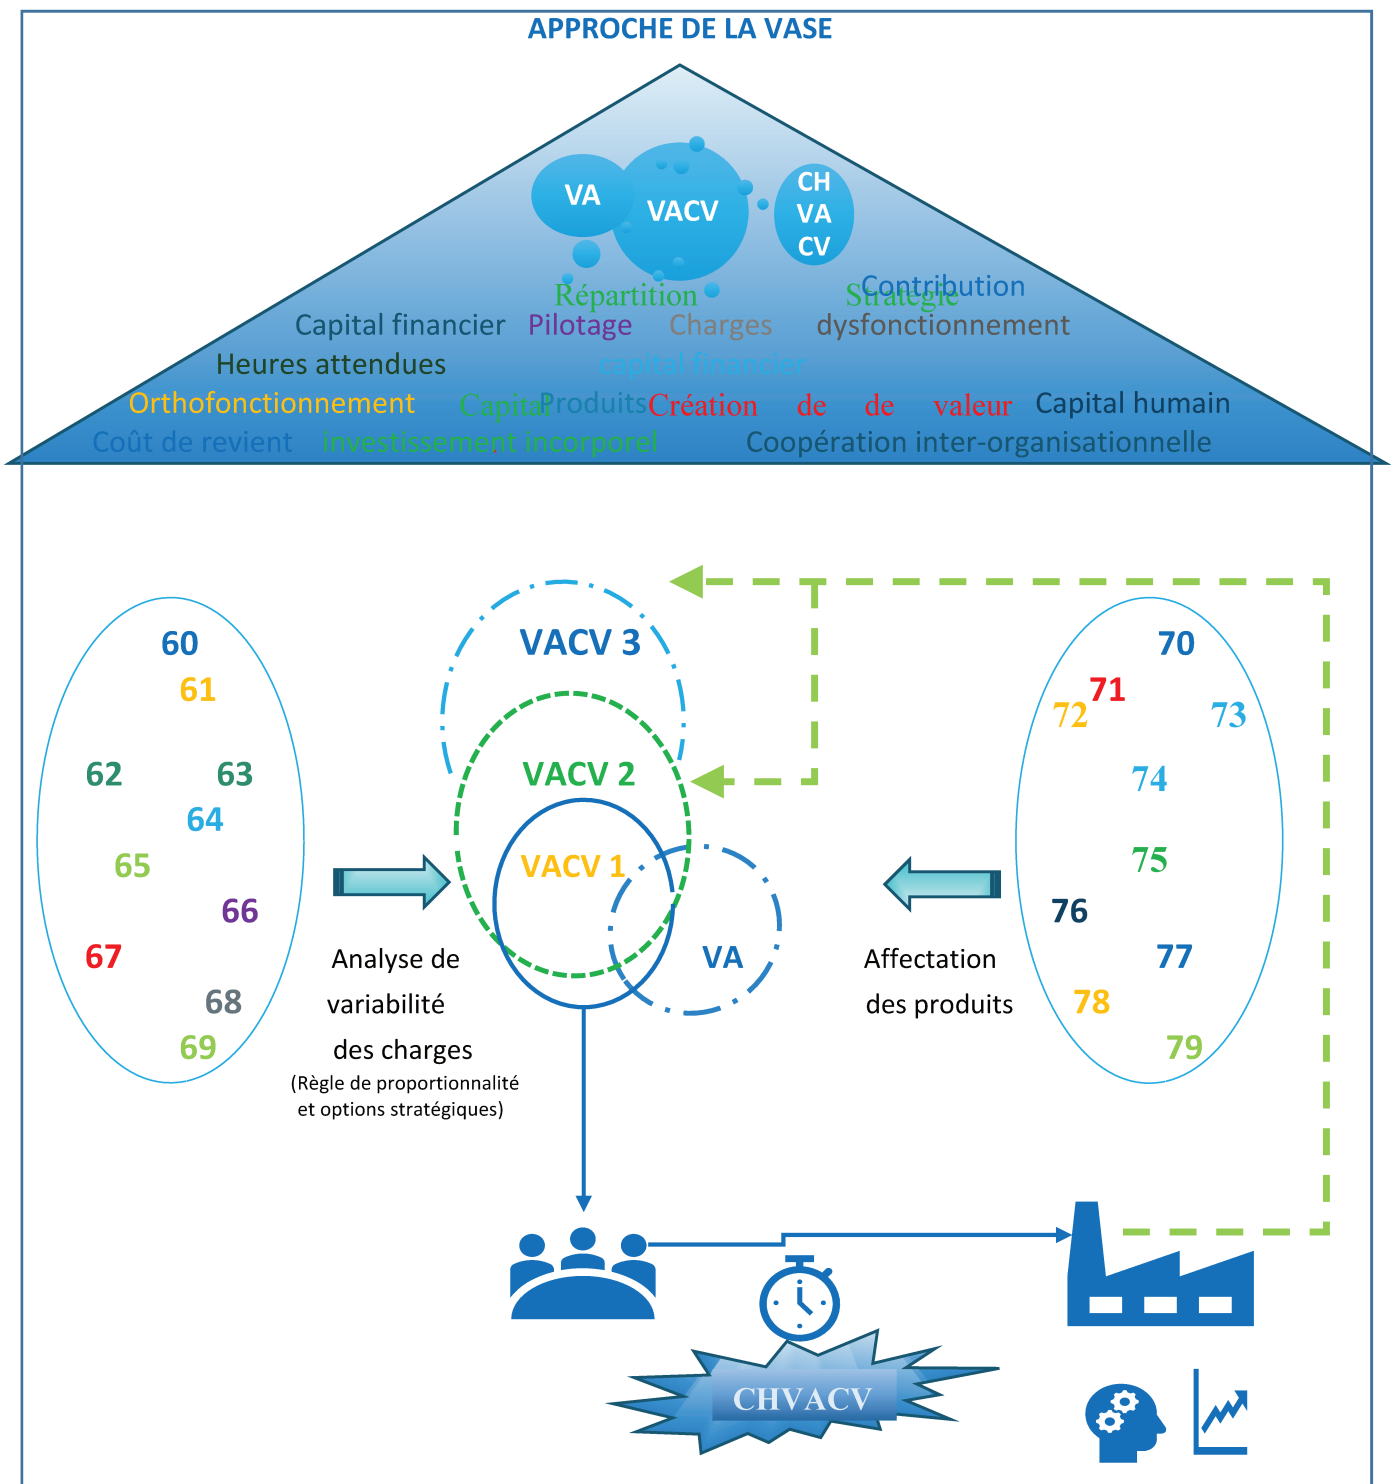 APPROCHE DE LA VASE
VA
VACV
CH
VA
CV
Répartition Stratégie Contribution
Capital financier Pilotage Charges dysfonctionnement
Heures attendues capital financier
Orthofonctionnement Capital Produits Création de de valeur Capital humain
Coût de revient investissement incorporel Coopération inter-organisationnelle
60
61
62 63
64
65
66
67
68
69
VACV 3
VACV 2
VACV 1
VA
70
71
72 73
74
75
76
77
78
79
Analyse de
variabilité
des charges
(Règle de proportionnalité
et options stratégiques)
Affectation
des produits
CHVACV